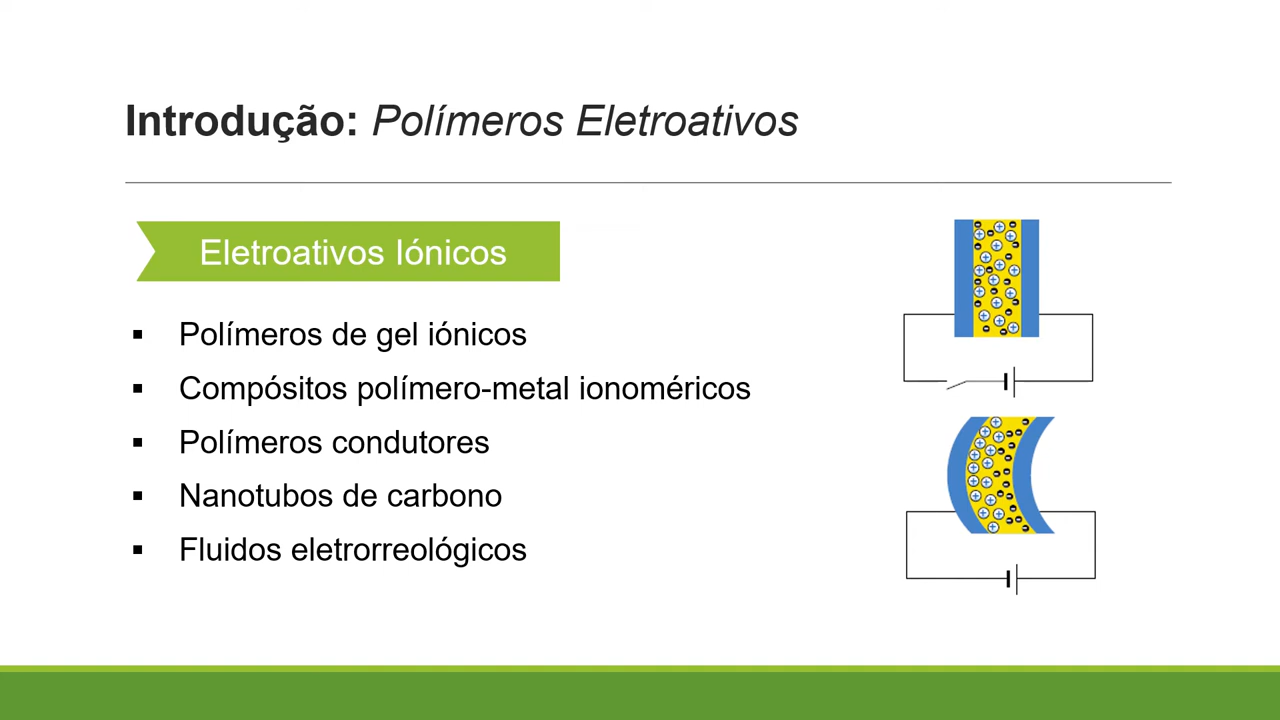 Introdução: Polímeros Eletroativos
Eletroativos Iónicos
▪ Polímeros de gel iónicos
▪ Compósitos polímero-metal ionoméricos
▪ Polímeros condutores
▪ Nanotubos de carbono
▪ Fluidos eletrorreológicos